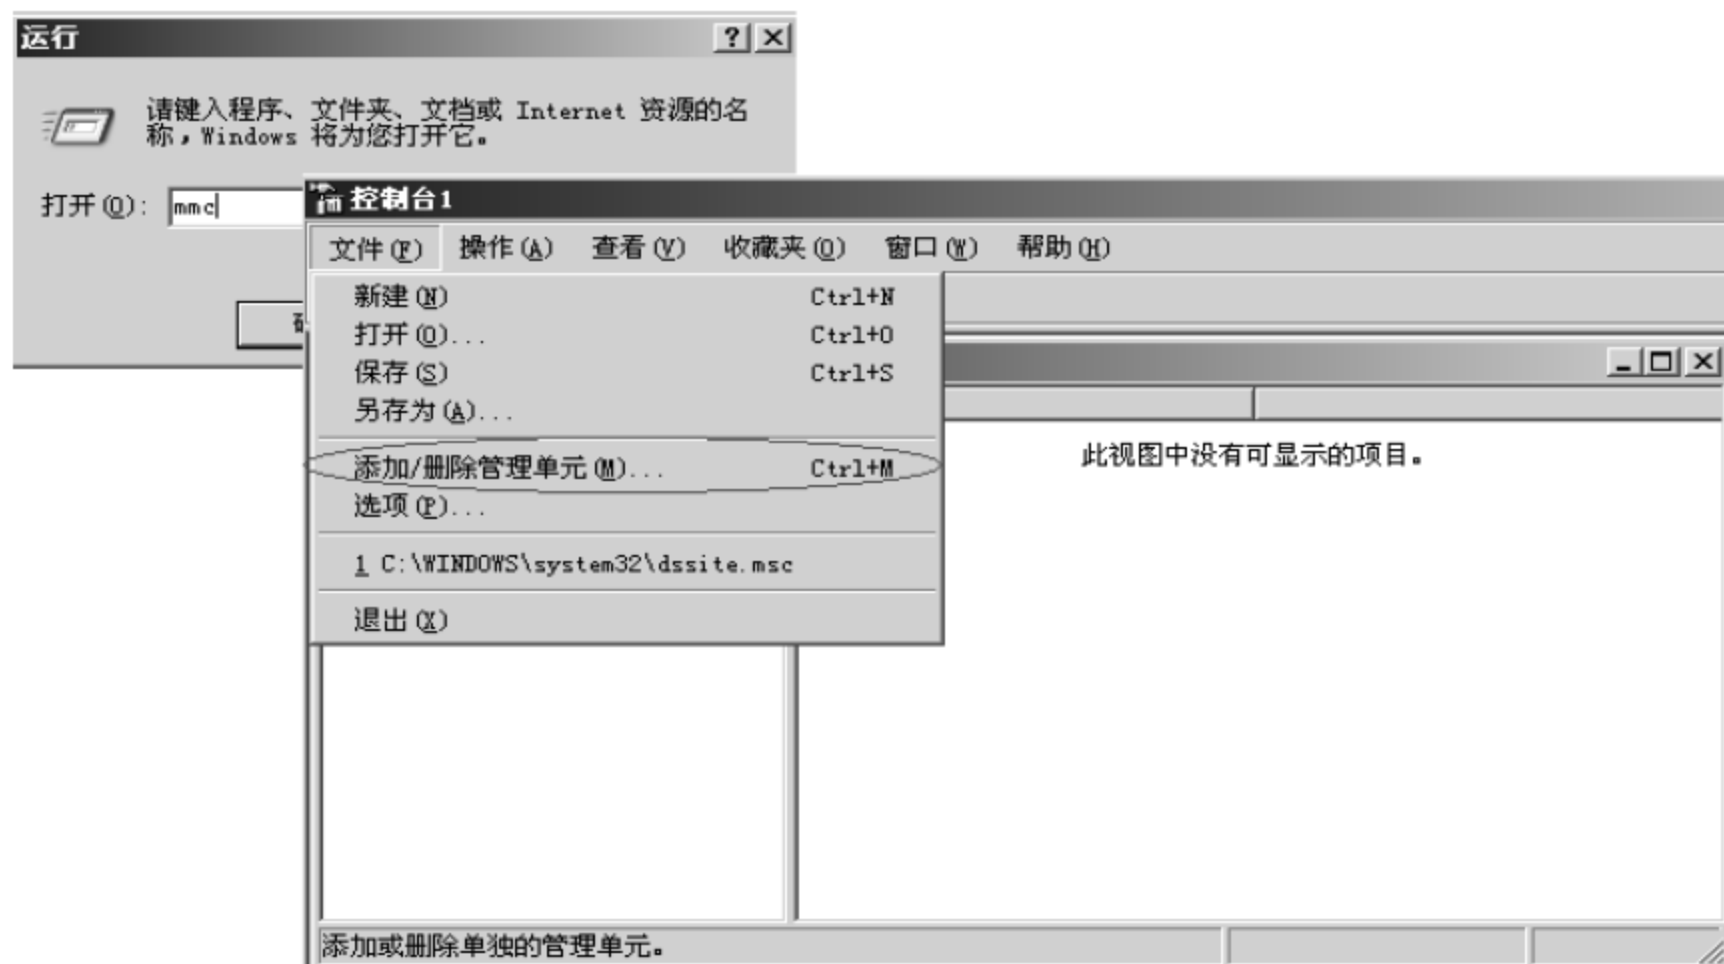 运行
请键入程序、文件夹、文档或 Internet 资源的名
称，Windows 将为您打开它。
打开(O)：
mmc
控制台1
文件(F) 操作(A) 查看(V) 收藏夹(O) 窗口(W) 帮助(H)
新建(N) Ctrl+N
打开(O)... Ctrl+O
保存(S) Ctrl+S
另存为(A)...
添加/删除管理单元(M)... Ctrl+M
选项(P)...
1 C:\WINDOWS\system32\dssite.msc
退出(X)
此视图中没有可显示的项目。
添加或删除单独的管理单元。